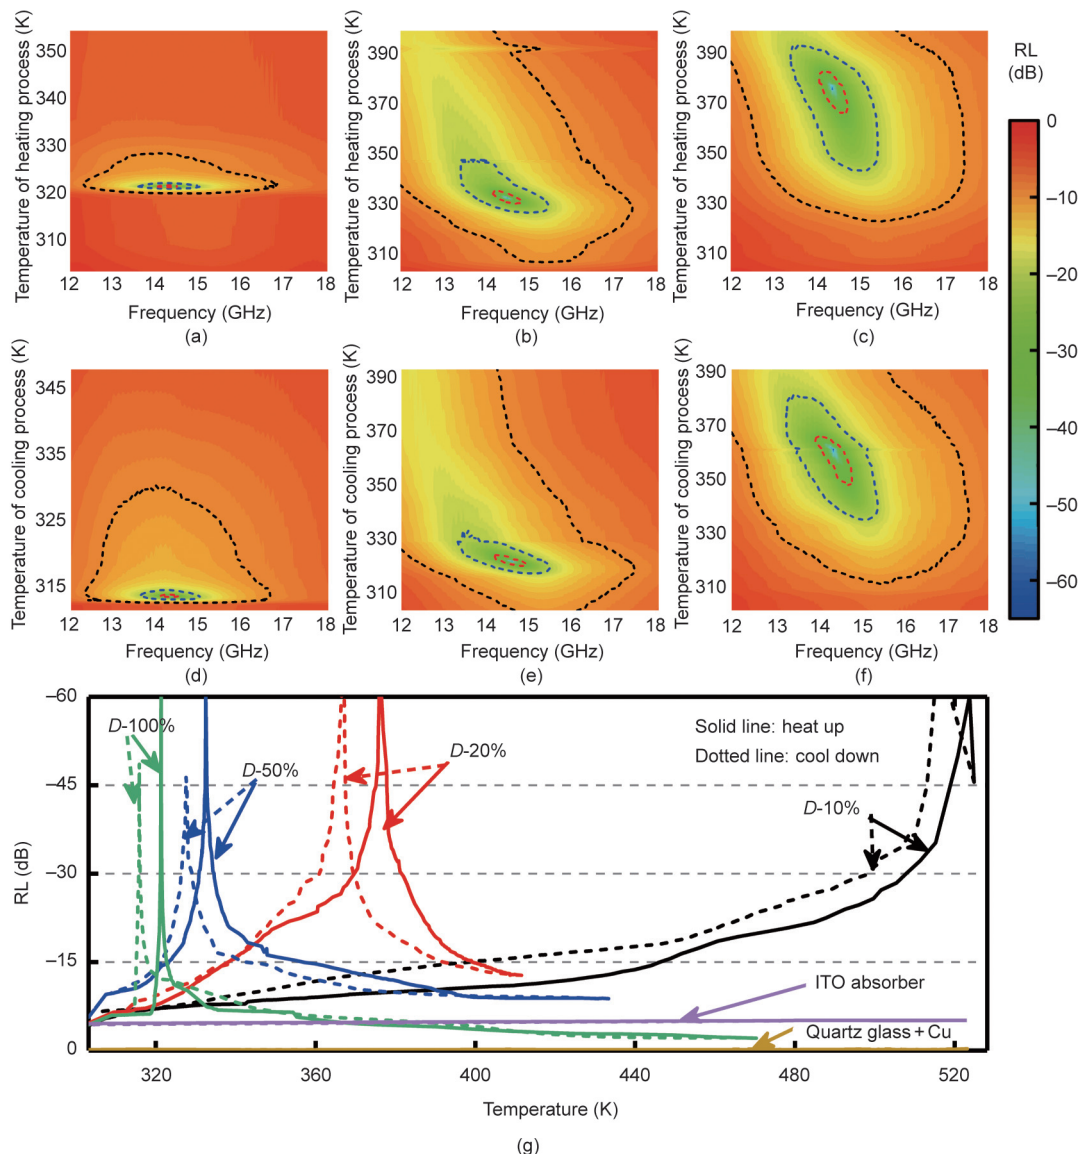 Temperature of heating process (K)
350
340
330
320
310
12 13 14 15 16 17 18
Frequency (GHz)
(a)
Temperature of heating process (K)
390
370
350
330
310
12 13 14 15 16 17 18
Frequency (GHz)
(b)
Temperature of heating process (K)
390
370
350
330
310
12 13 14 15 16 17 18
Frequency (GHz)
(c)
RL
(dB)
0
–10
–20
–30
–40
–50
–60
Temperature of cooling process (K)
345
335
325
315
12 13 14 15 16 17 18
Frequency (GHz)
(d)
Temperature of cooling process (K)
390
370
350
330
310
12 13 14 15 16 17 18
Frequency (GHz)
(e)
Temperature of cooling process (K)
390
370
350
330
310
12 13 14 15 16 17 18
Frequency (GHz)
(f)
RL (dB)
–60
–45
–30
–15
0
D-100%
D-50%
D-20%
Solid line: heat up
Dotted line: cool down
D-10%
ITO absorber
Quartz glass + Cu
320 360 400 440 480 520
Temperature (K)
(g)